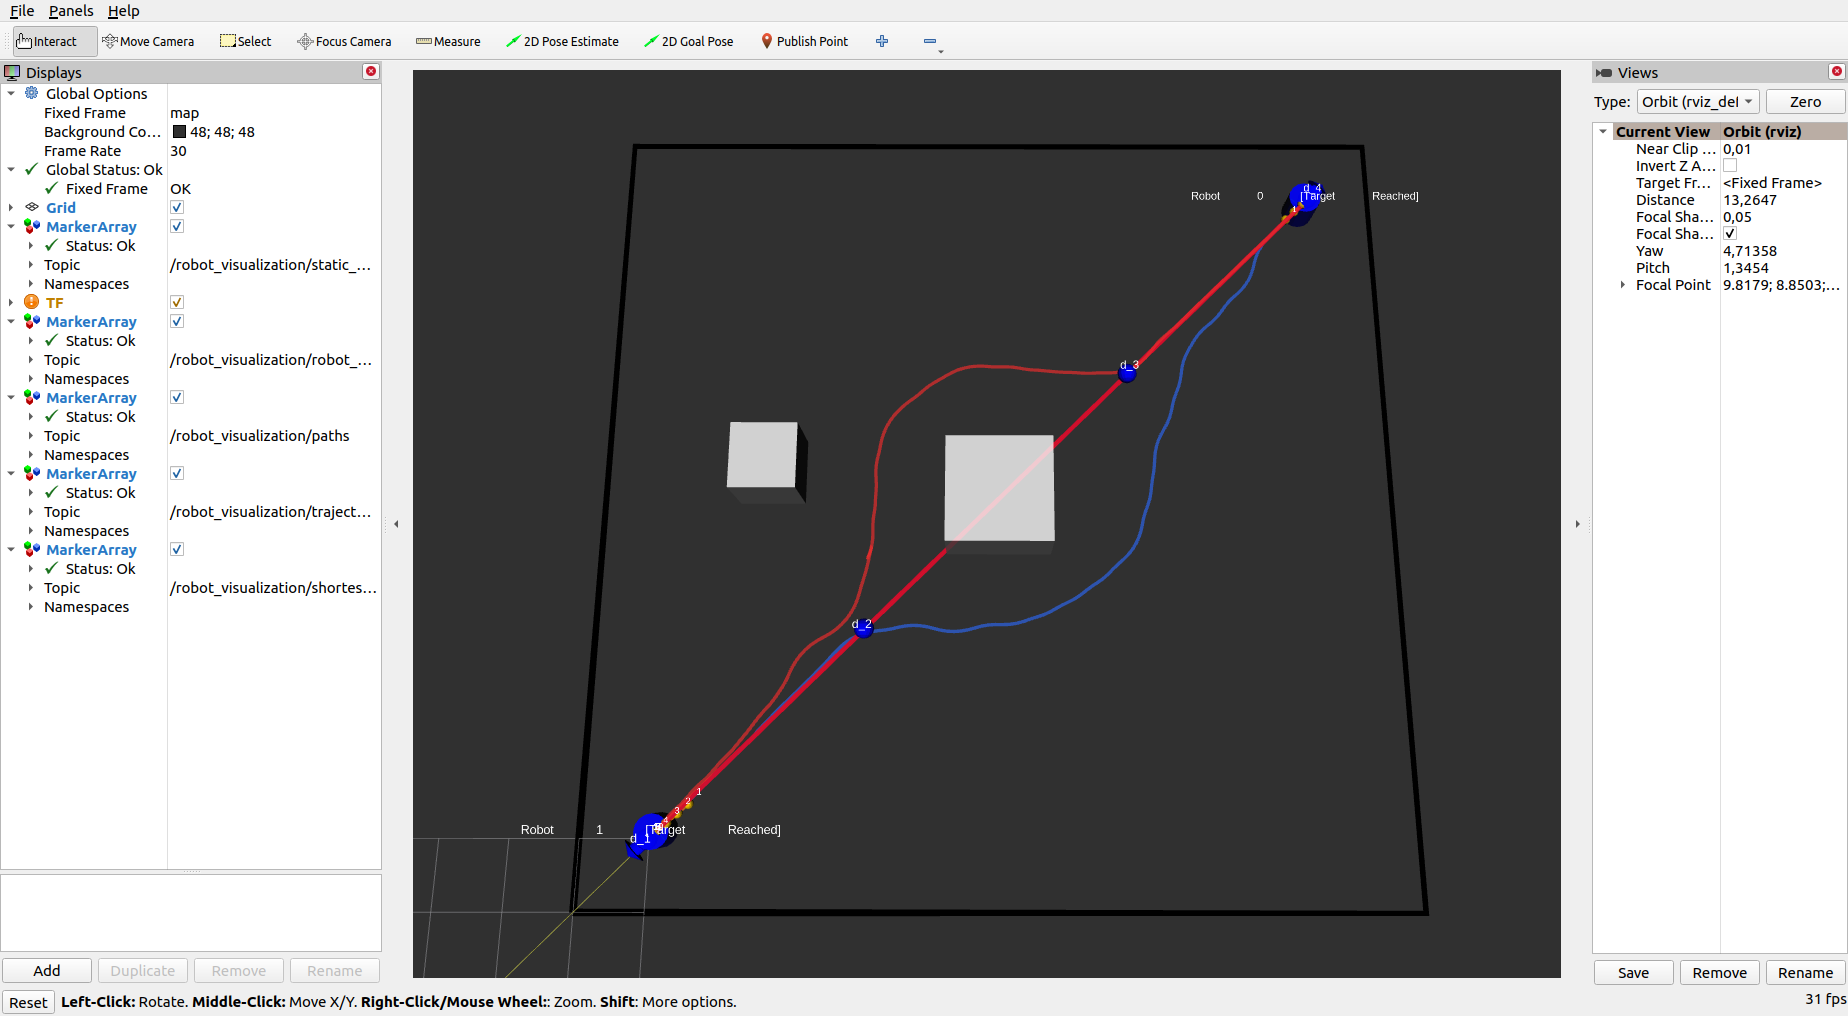 File Panels Help
Interact Move Camera Select Focus Camera Measure 2D Pose Estimate 2D Goal Pose Publish Point
Displays
Global Options
Fixed Frame map
Background Co... 48; 48; 48
Frame Rate 30
Global Status: Ok
Fixed Frame OK
Grid
MarkerArray
Status: Ok
Topic /robot_visualization/static_...
Namespaces
TF
MarkerArray
Status: Ok
Topic /robot_visualization/robot_...
Namespaces
MarkerArray
Status: Ok
Topic /robot_visualization/paths
Namespaces
MarkerArray
Status: Ok
Topic /robot_visualization/traject...
Namespaces
MarkerArray
Status: Ok
Topic /robot_visualization/shortes...
Namespaces
Add Duplicate Remove Rename
d_4
Robot 0 [Target Reached]
1
d_3
d_2
1
2
3
4
Robot 1 [Target Reached]
d_1
Views
Type: Orbit (rviz_def Zero
Current View Orbit (rviz)
Near Clip ... 0,01
Invert Z A...
Target Fr... <Fixed Frame>
Distance 13,2647
Focal Sha... 0,05
Focal Sha...
Yaw 4,71358
Pitch 1,3454
Focal Point 9.8179; 8.8503;...
Save Remove Rename
Reset Left-Click: Rotate. Middle-Click: Move X/Y. Right-Click/Mouse Wheel:: Zoom. Shift: More options.
31 fps